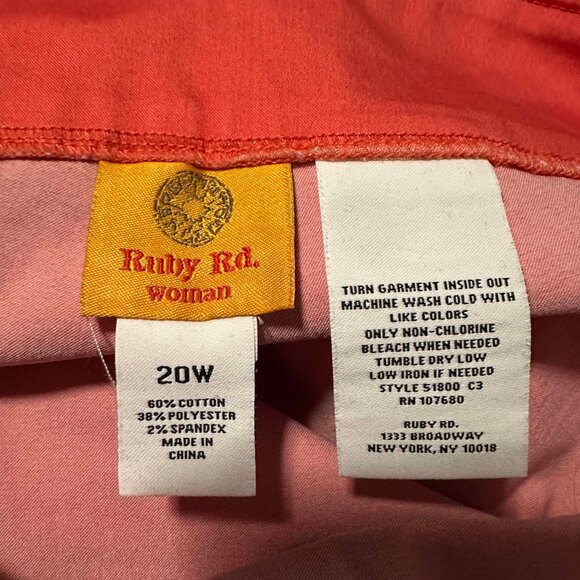 Ruby Rd.
woman
20W
60% COTTON
38% POLYESTER
2% SPANDEX
MADE IN
CHINA
TURN GARMENT INSIDE OUT
MACHINE WASH COLD WITH
LIKE COLORS
ONLY NON-CHLORINE
BLEACH WHEN NEEDED
TUMBLE DRY LOW
LOW IRON IF NEEDED
STYLE 51800 C3
RN 107680
RUBY RD.
1333 BROADWAY
NEW YORK, NY 10018